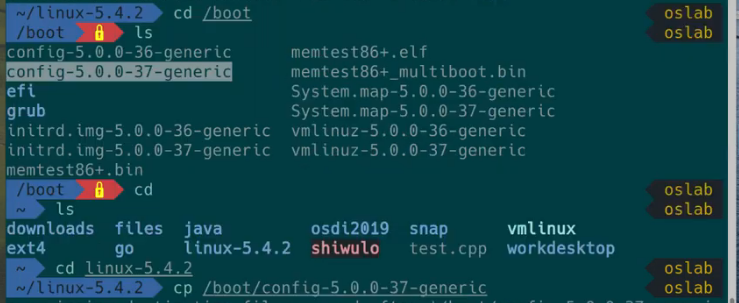 ~/linux-5.4.2 cd /boot oslab
/boot ls oslab
config-5.0.0-36-generic memtest86+.elf
config-5.0.0-37-generic memtest86+_multiboot.bin
efi System.map-5.0.0-36-generic
grub System.map-5.0.0-37-generic
initrd.img-5.0.0-36-generic vmlinuz-5.0.0-36-generic
initrd.img-5.0.0-37-generic vmlinuz-5.0.0-37-generic
memtest86+.bin
/boot cd oslab
~ ls oslab
downloads files java osdi2019 snap vmlinux
ext4 go linux-5.4.2 shiwulo test.cpp workdesktop
~ cd linux-5.4.2 oslab
~/linux-5.4.2 cp /boot/config-5.0.0-37-generic oslab